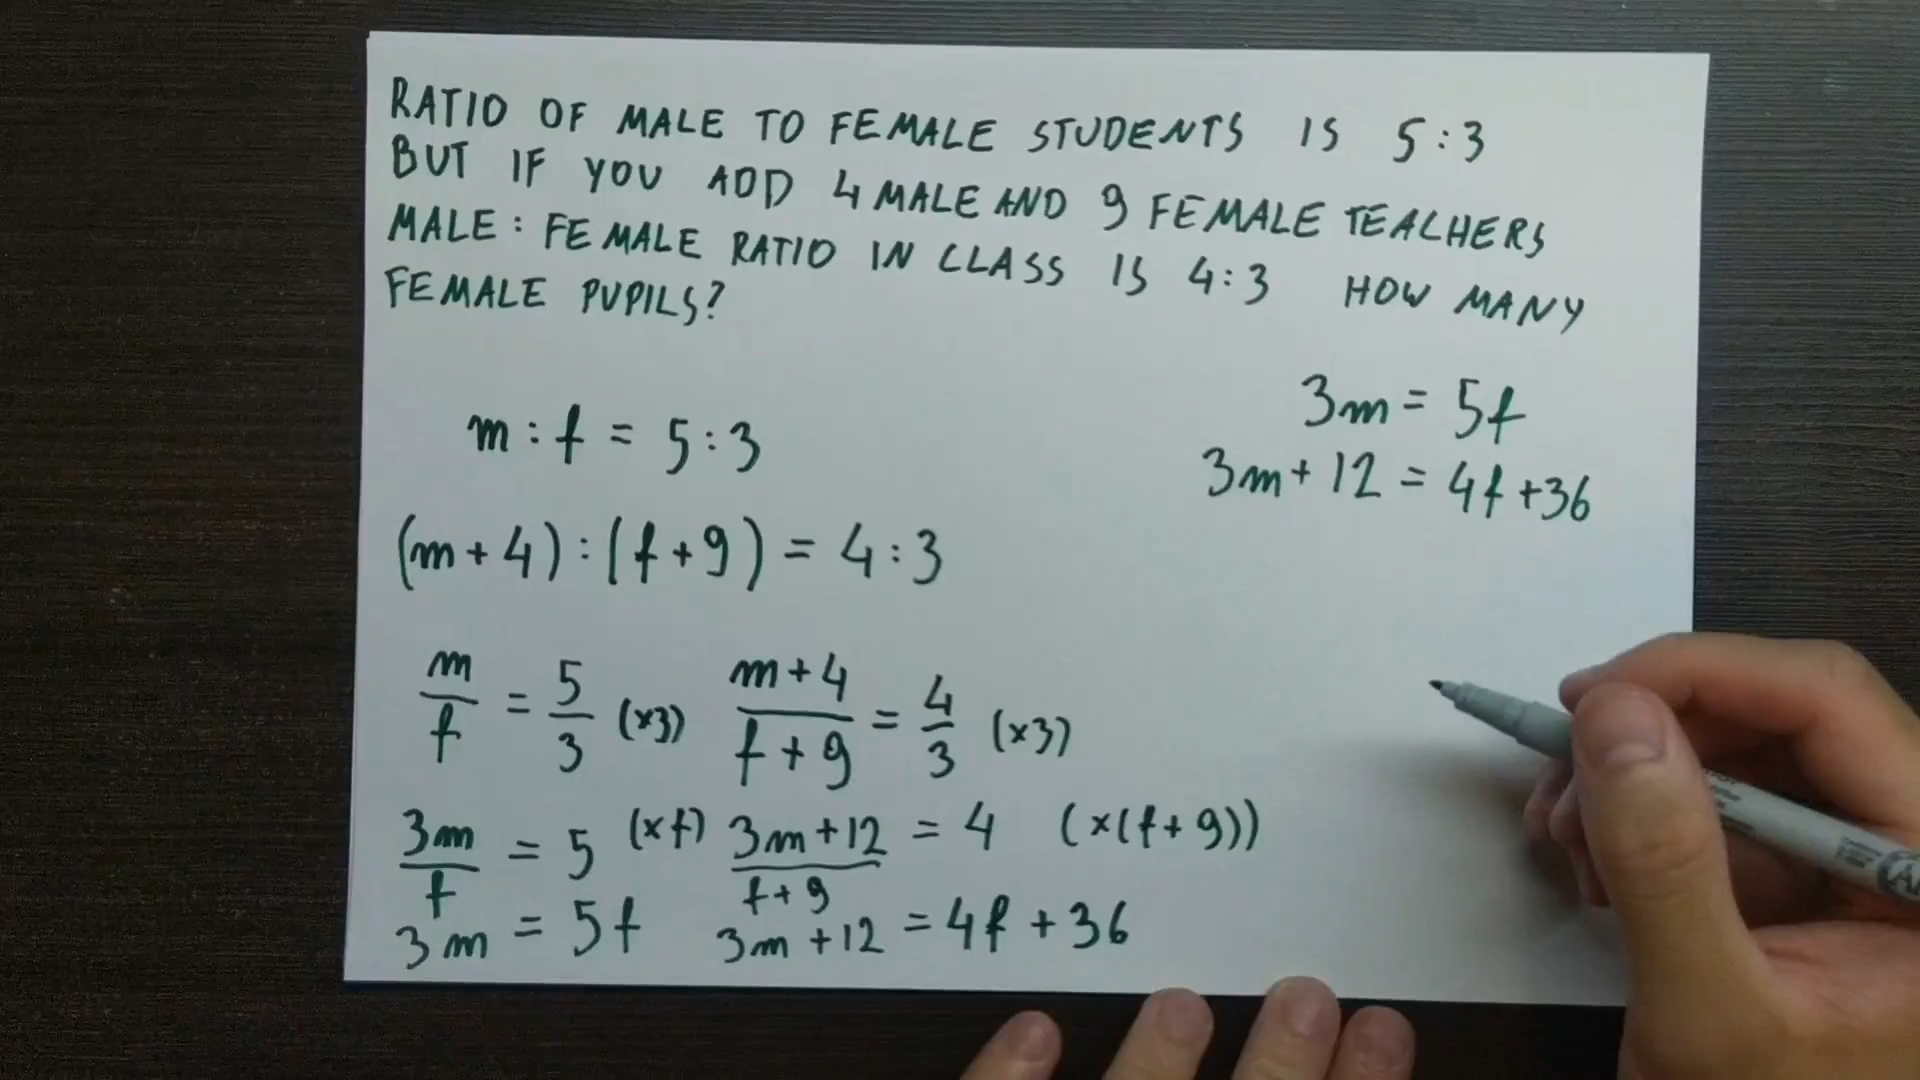 RATIO OF MALE TO FEMALE STUDENTS IS 5:3
BUT IF YOU ADD 4 MALE AND 9 FEMALE TEACHERS
MALE: FEMALE RATIO IN CLASS IS 4:3 HOW MANY
FEMALE PUPILS?
3m = 5f
m : f = 5 : 3
3m + 12 = 4f + 36
(m + 4) : (f + 9) = 4 : 3
m/f = 5/3 (x3)
(m+4)/(f+9) = 4/3 (x3)
3m/f = 5 (xf)
(3m+12)/(f+9) = 4 (x(f+9))
3m = 5f
3m + 12 = 4f + 36